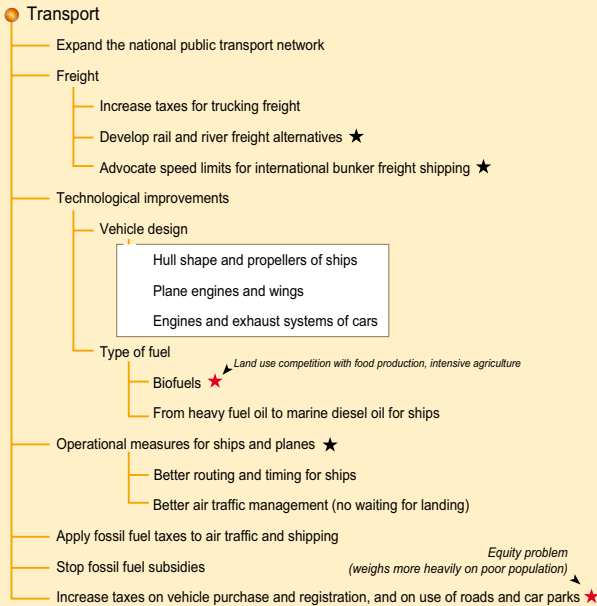 Transport
Expand the national public transport network
Freight
Increase taxes for trucking freight
Develop rail and river freight alternatives
Advocate speed limits for international bunker freight shipping
Technological improvements
Vehicle design
Hull shape and propellers of ships
Plane engines and wings
Engines and exhaust systems of cars
Type of fuel
Land use competition with food production, intensive agriculture
Biofuels
From heavy fuel oil to marine diesel oil for ships
Operational measures for ships and planes
Better routing and timing for ships
Better air traffic management (no waiting for landing)
Apply fossil fuel taxes to air traffic and shipping
Equity problem
(weighs more heavily on poor population)
Stop fossil fuel subsidies
Increase taxes on vehicle purchase and registration, and on use of roads and car parks